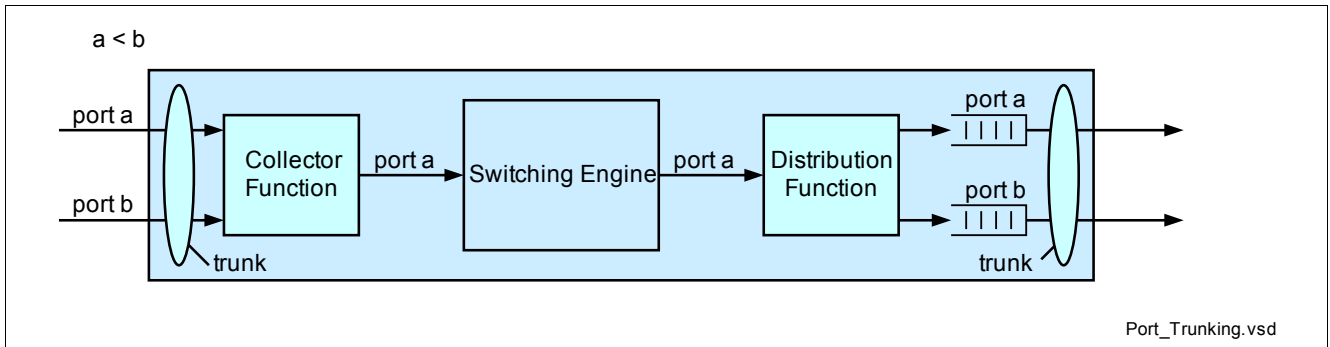 a < b
port a
port b
trunk
Collector
Function
port a
Switching Engine
port a
Distribution
Function
port a
port b
trunk
Port_Trunking.vsd